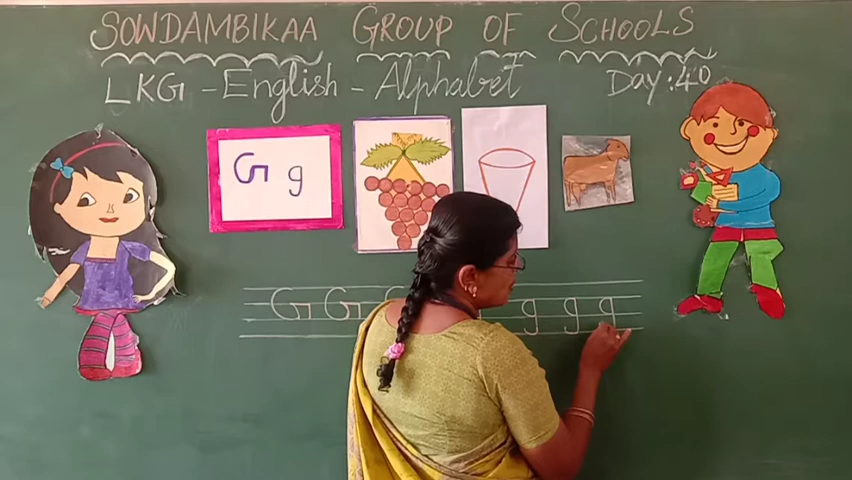 SOWDAMBIKAA GROUP OF SCHOOLS
LKG - English - Alphabet Day: 40
G g
G G G g g g